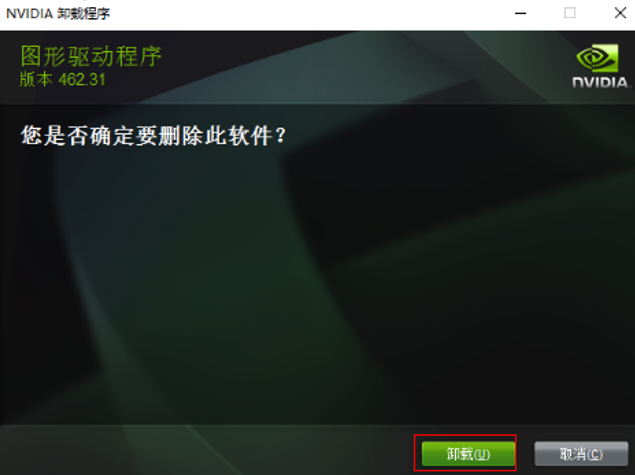 NVIDIA 卸载程序
图形驱动程序
版本 462.31
nVIDIA.
您是否确定要删除此软件？
卸载(U)
取消(C)